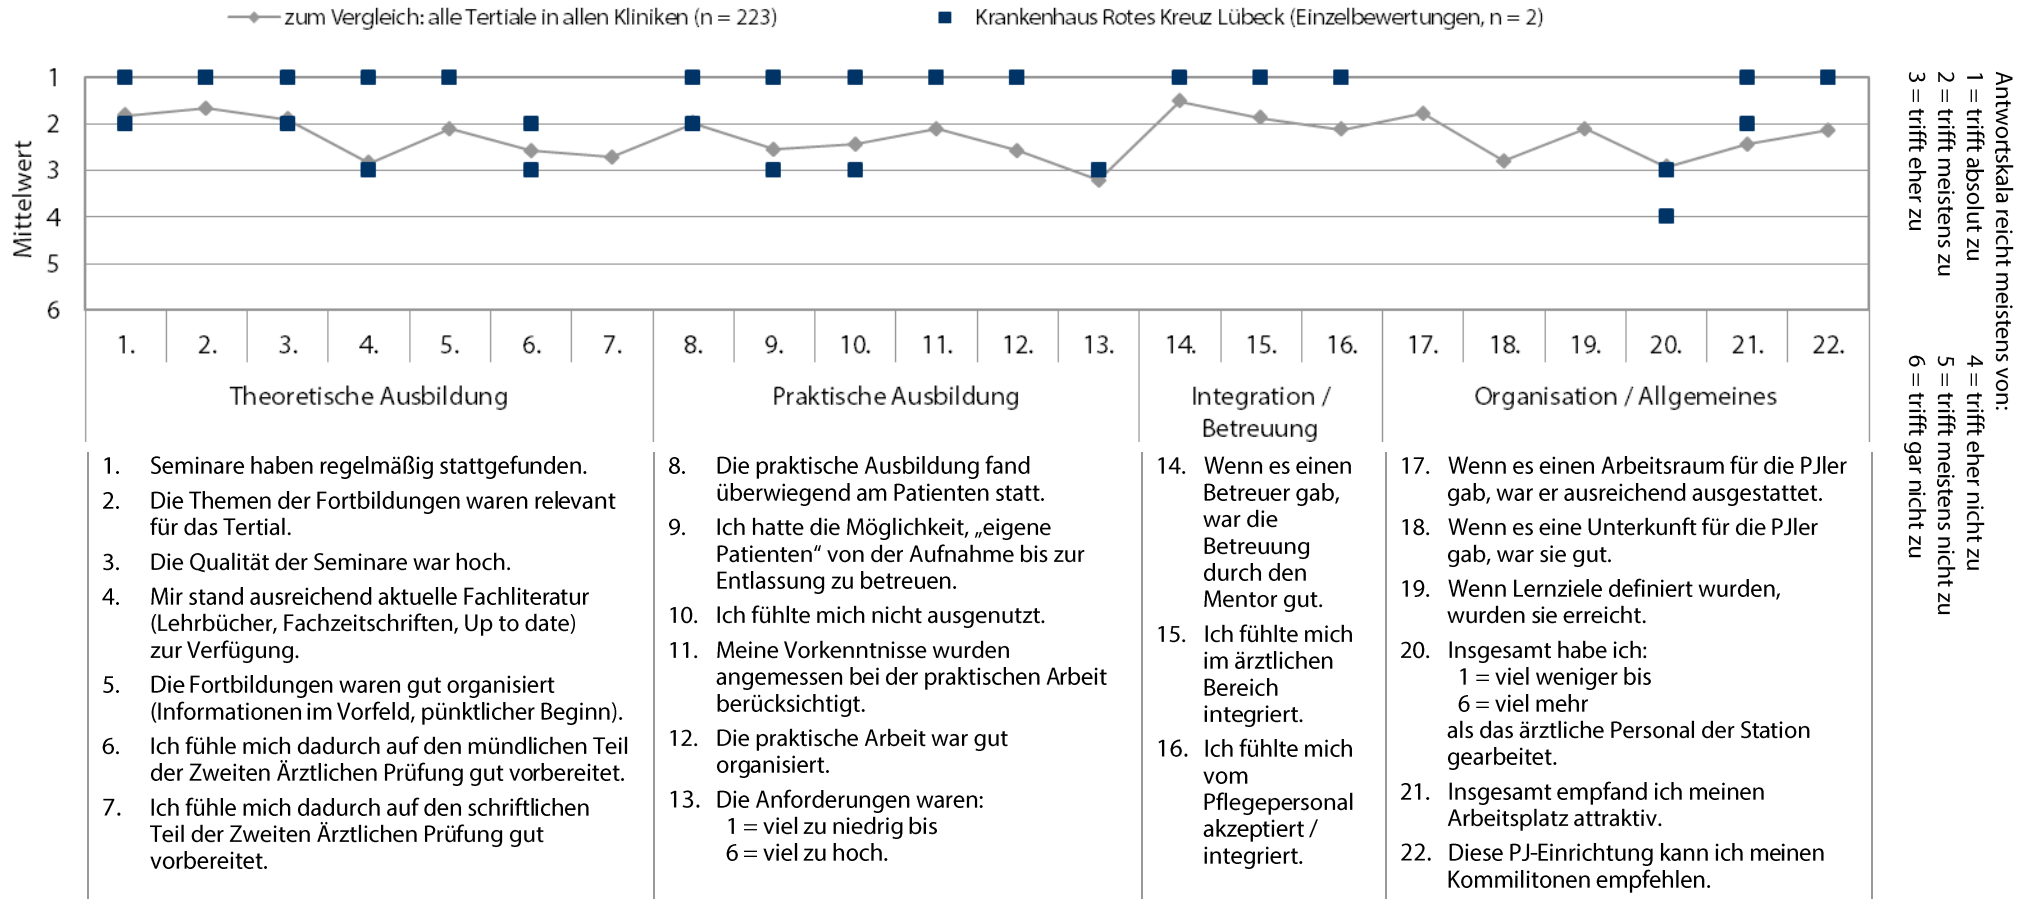 zum Vergleich: alle Tertiale in allen Kliniken (n = 223)
Krankenhaus Rotes Kreuz Lübeck (Einzelbewertungen, n = 2)
Mittelwert
1
2
3
4
5
6
1. 2. 3. 4. 5. 6. 7. 8. 9. 10. 11. 12. 13. 14. 15. 16. 17. 18. 19. 20. 21. 22.
Theoretische Ausbildung
Praktische Ausbildung
Integration /
Betreuung
Organisation / Allgemeines
1. Seminare haben regelmäßig stattgefunden.
2. Die Themen der Fortbildungen waren relevant
für das Tertial.
3. Die Qualität der Seminare war hoch.
4. Mir stand ausreichend aktuelle Fachliteratur
(Lehrbücher, Fachzeitschriften, Up to date)
zur Verfügung.
5. Die Fortbildungen waren gut organisiert
(Informationen im Vorfeld, pünktlicher Beginn).
6. Ich fühle mich dadurch auf den mündlichen Teil
der Zweiten Ärztlichen Prüfung gut vorbereitet.
7. Ich fühle mich dadurch auf den schriftlichen
Teil der Zweiten Ärztlichen Prüfung gut
vorbereitet.
8. Die praktische Ausbildung fand
überwiegend am Patienten statt.
9. Ich hatte die Möglichkeit, „eigene
Patienten“ von der Aufnahme bis zur
Entlassung zu betreuen.
10. Ich fühlte mich nicht ausgenutzt.
11. Meine Vorkenntnisse wurden
angemessen bei der praktischen Arbeit
berücksichtigt.
12. Die praktische Arbeit war gut
organisiert.
13. Die Anforderungen waren:
1 = viel zu niedrig bis
6 = viel zu hoch.
14. Wenn es einen
Betreuer gab,
war die
Betreuung
durch den
Mentor gut.
15. Ich fühlte mich
im ärztlichen
Bereich
integriert.
16. Ich fühlte mich
vom
Pflegepersonal
akzeptiert /
integriert.
17. Wenn es einen Arbeitsraum für die PJler
gab, war er ausreichend ausgestattet.
18. Wenn es eine Unterkunft für die PJler
gab, war sie gut.
19. Wenn Lernziele definiert wurden,
wurden sie erreicht.
20. Insgesamt habe ich:
1 = viel weniger bis
6 = viel mehr
als das ärztliche Personal der Station
gearbeitet.
21. Insgesamt empfand ich meinen
Arbeitsplatz attraktiv.
22. Diese PJ-Einrichtung kann ich meinen
Kommilitonen empfehlen.
Antwortskala reicht meistens von:
1 = trifft absolut zu
2 = trifft meistens zu
3 = trifft eher zu
4 = trifft eher nicht zu
5 = trifft meistens nicht zu
6 = trifft gar nicht zu